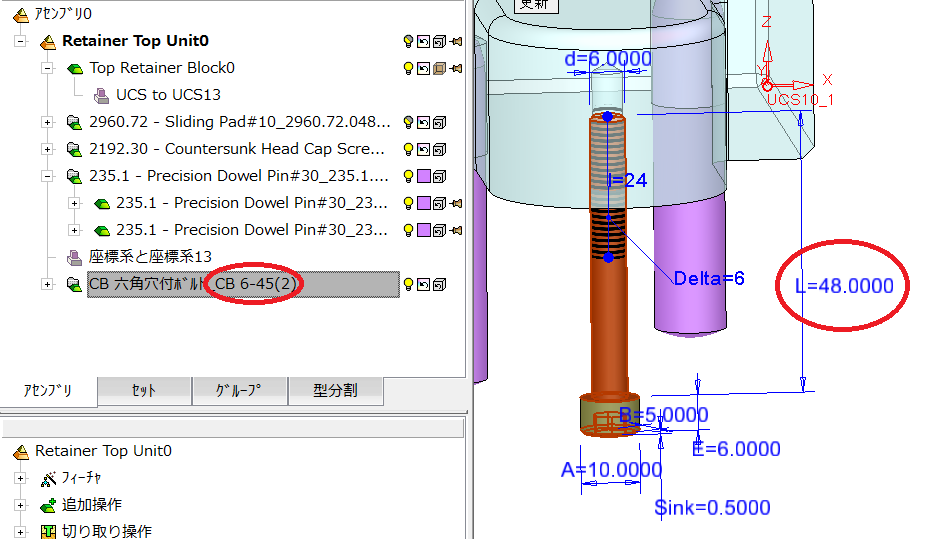 ｱｾﾝﾌﾞﾘ0
Retainer Top Unit0
Top Retainer Block0
UCS to UCS13
2960.72 - Sliding Pad#10_2960.72.048...
2192.30 - Countersunk Head Cap Scre...
235.1 - Precision Dowel Pin#30_235.1....
235.1 - Precision Dowel Pin#30_23...
235.1 - Precision Dowel Pin#30_23...
座標系と座標系13
CB 六角穴付ﾎﾞﾙﾄ_CB 6-45(2)
ｱｾﾝﾌﾞﾘ
ｾｯﾄ
ｸﾞﾙｰﾌﾟ
型分割
Retainer Top Unit0
ﾌｨｰﾁｬ
追加操作
切り取り操作
更新
d=6.0000
Z
Y
X
UCS10_1
l=24
Delta=6
L=48.0000
B=5.0000
E=6.0000
A=10.0000
Sink=0.5000